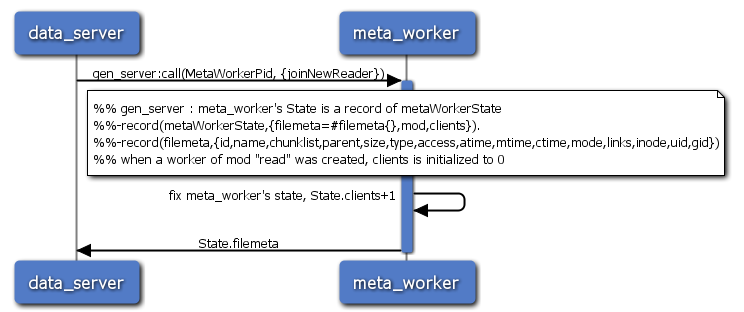 data_server meta_worker
gen_server:call(MetaWorkerPid, {joinNewReader})
%% gen_server : meta_worker's State is a record of metaWorkerState
%%-record(metaWorkerState,{filemeta=#filemeta{},mod,clients}).
%%-record(filemeta,{id,name,chunklist,parent,size,type,access,atime,mtime,ctime,mode,links,inode,uid,gid})
%% when a worker of mod "read" was created, clients is initialized to 0
fix meta_worker's state, State.clients+1
State.filemeta
data_server meta_worker